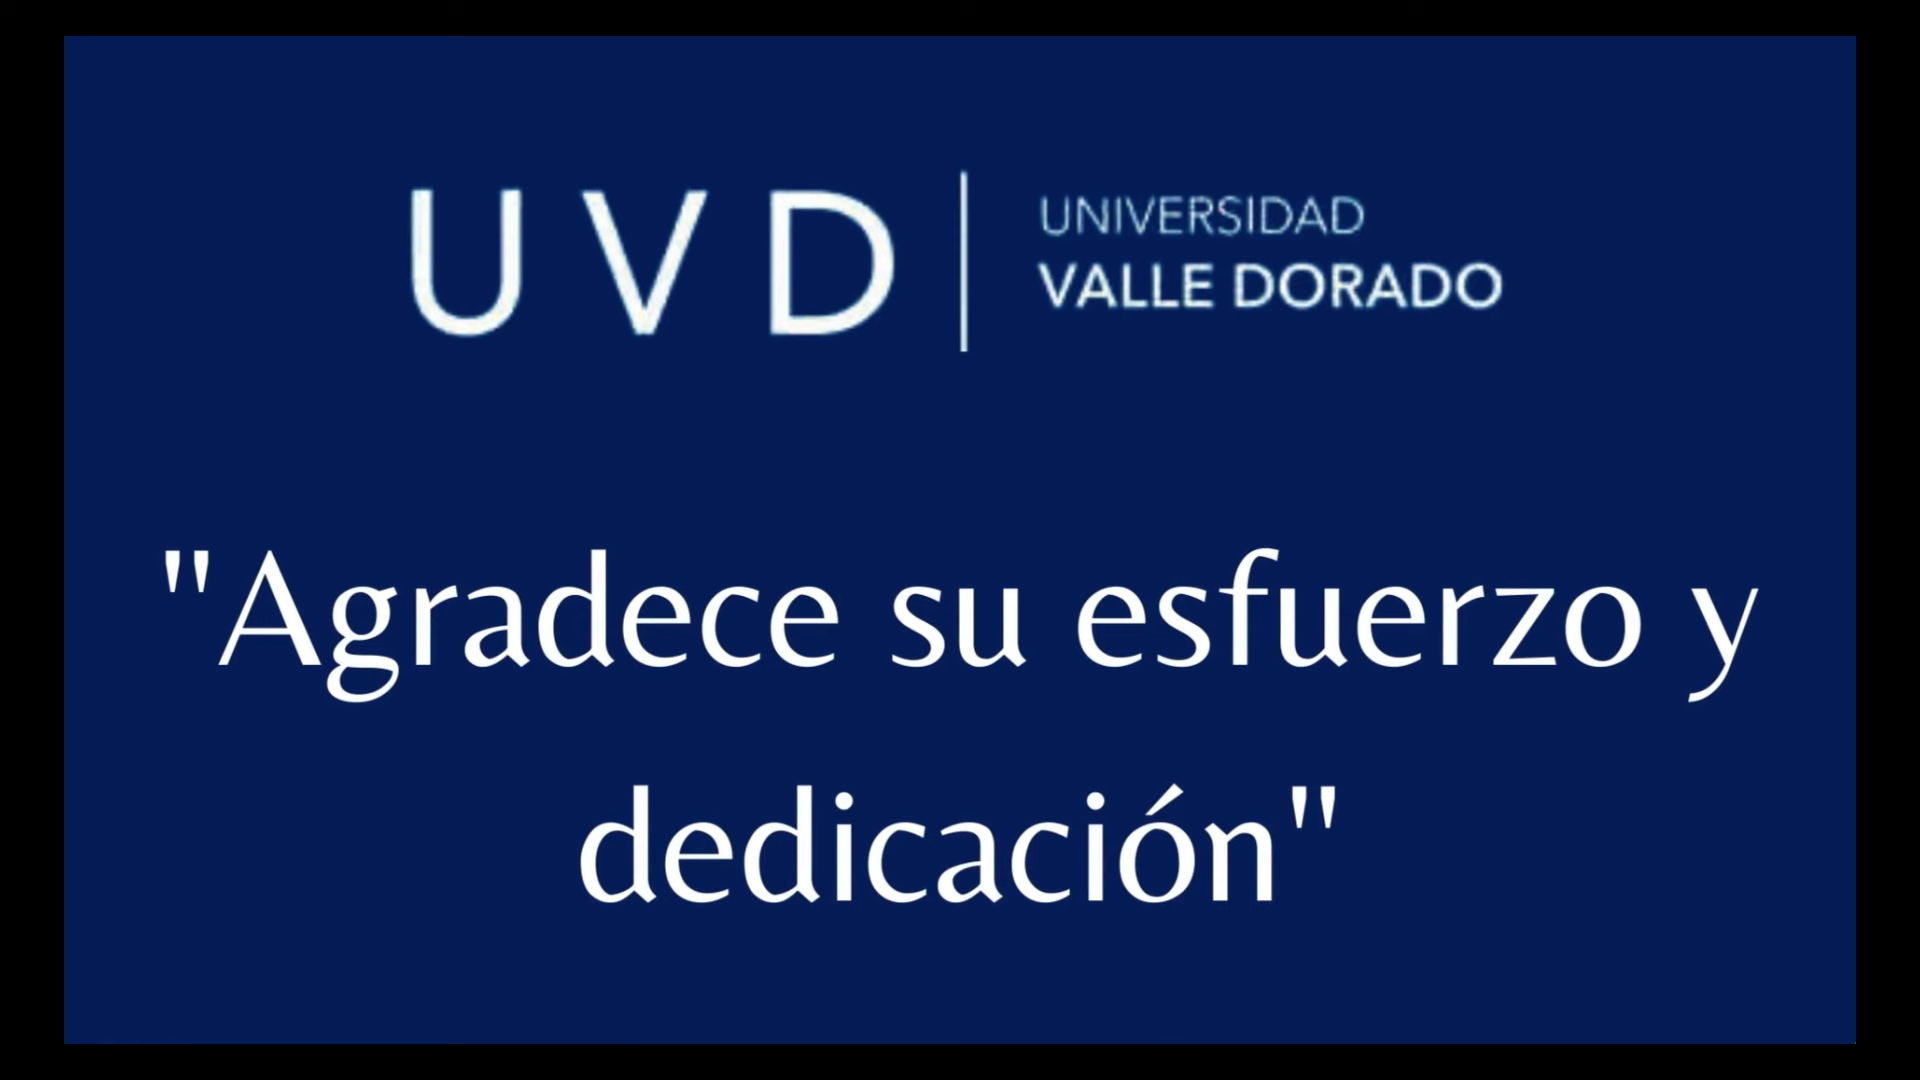 UVD
UNIVERSIDAD
VALLE DORADO
"Agradece su esfuerzo y
dedicación"